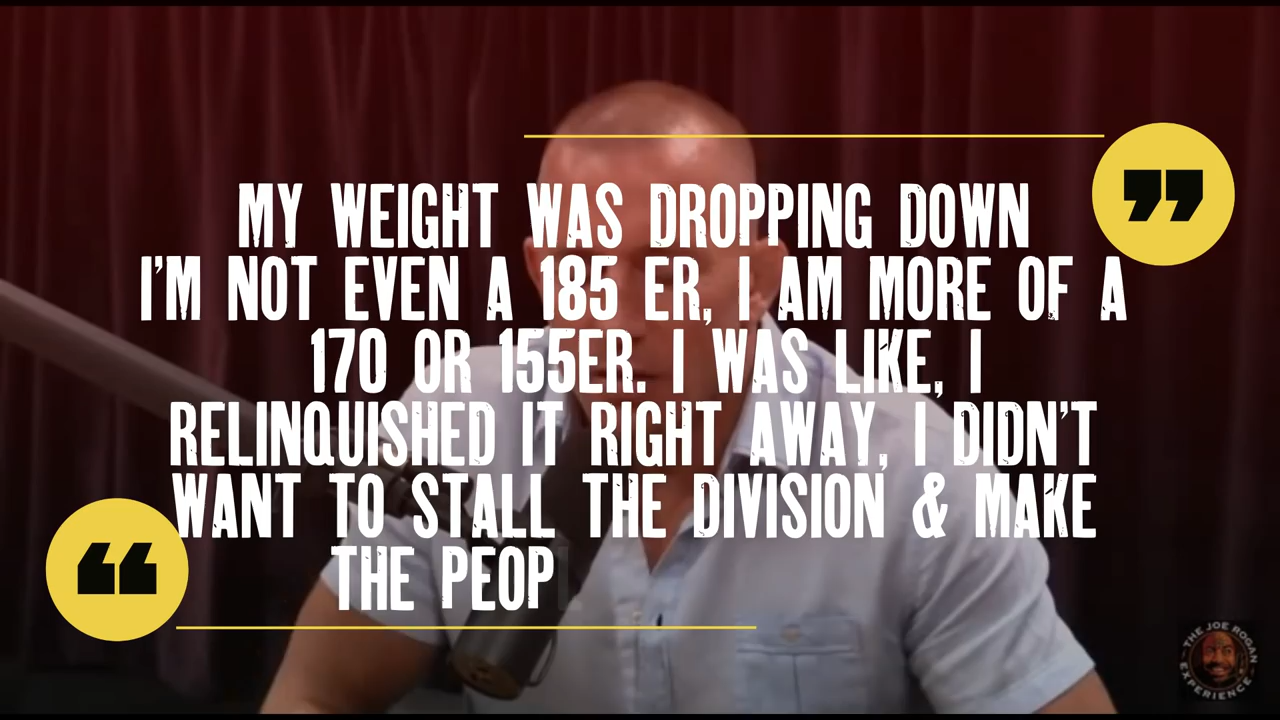 ”
MY WEIGHT WAS DROPPING DOWN
I'M NOT EVEN A 185 ER, I AM MORE OF A
170 OR 155ER. I WAS LIKE, I
RELINQUISHED IT RIGHT AWAY, I DIDN'T
WANT TO STALL THE DIVISION & MAKE
THE PEOP
“
THE JOE ROGAN
EXPERIENCE